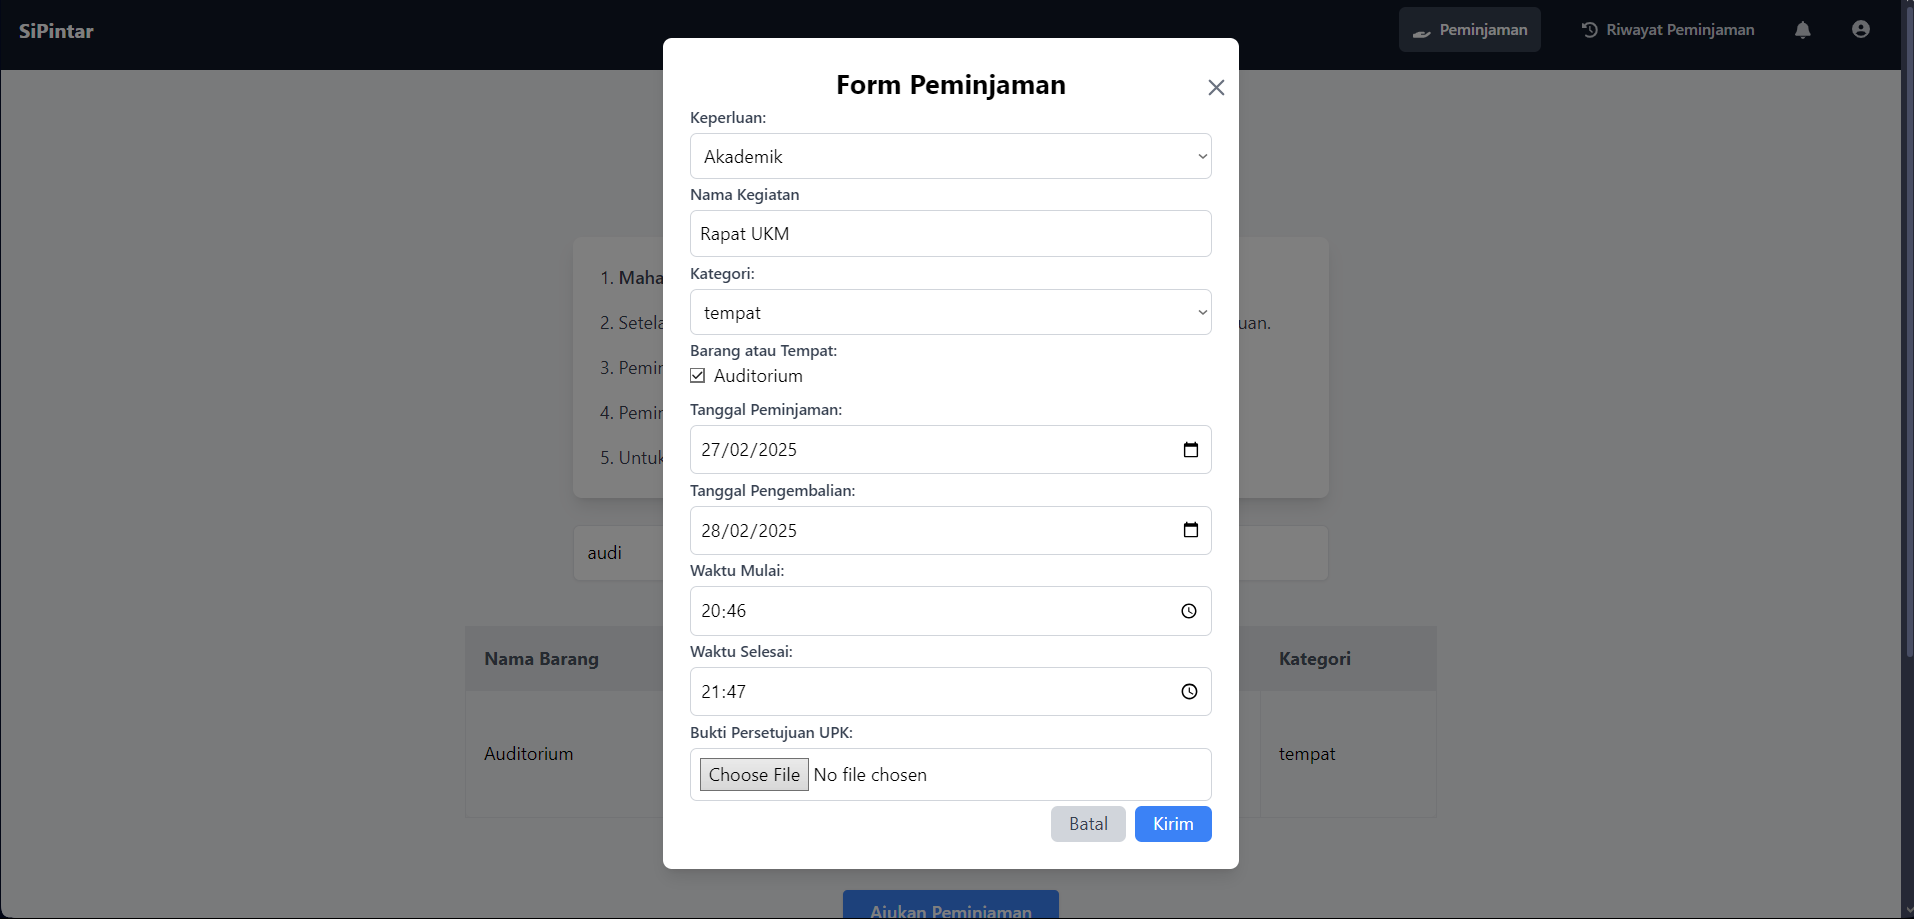 SiPintar
Peminjaman
Riwayat Peminjaman
Form Peminjaman
Keperluan:
Akademik
Nama Kegiatan
Rapat UKM
Kategori:
tempat
Barang atau Tempat:
Auditorium
Tanggal Peminjaman:
27/02/2025
Tanggal Pengembalian:
28/02/2025
Waktu Mulai:
20:46
Waktu Selesai:
21:47
Bukti Persetujuan UPK:
Choose File No file chosen
Batal
Kirim
1. Maha
2. Setela
uan.
3. Pemin
4. Pemin
5. Untuk
audi
Nama Barang
Kategori
Auditorium
tempat
Ajukan Peminjaman